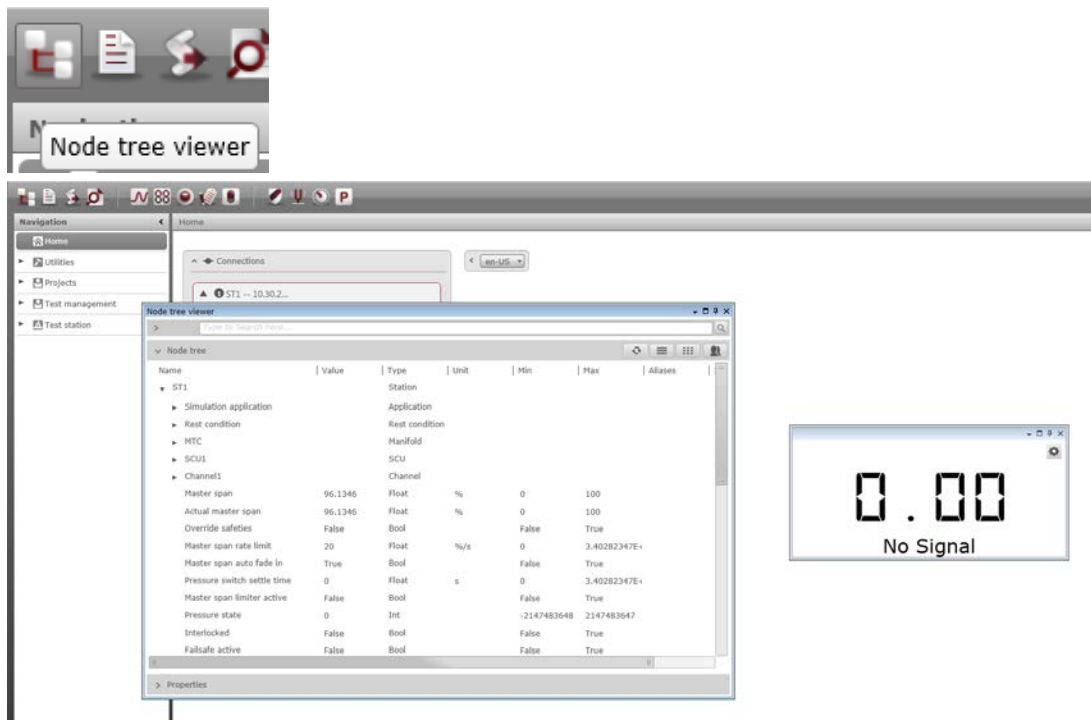 Node tree viewer
Navigation
Home
Home
Utilities
Projects
Test management
Test station
Connections
ST1 -- 10.30.2...
en-US
Node tree viewer
Type to Search here...
Node tree
Name Value Type Unit Min Max Aliases
ST1 Station
Simulation application Application
Rest condition Rest condition
MTC Manifold
SCU1 SCU
Channel1 Channel
Master span 96.1346 Float % 0 100
Actual master span 96.1346 Float % 0 100
Override safeties False Bool False True
Master span rate limit 20 Float %/s 0 3.40282347E+
Master span auto fade in True Bool False True
Pressure switch settle time 0 Float s 0 3.40282347E+
Master span limiter active False Bool False True
Pressure state 0 Int -2147483648 2147483647
Interlocked False Bool False True
Failsafe active False Bool False True
Properties
0.00
No Signal